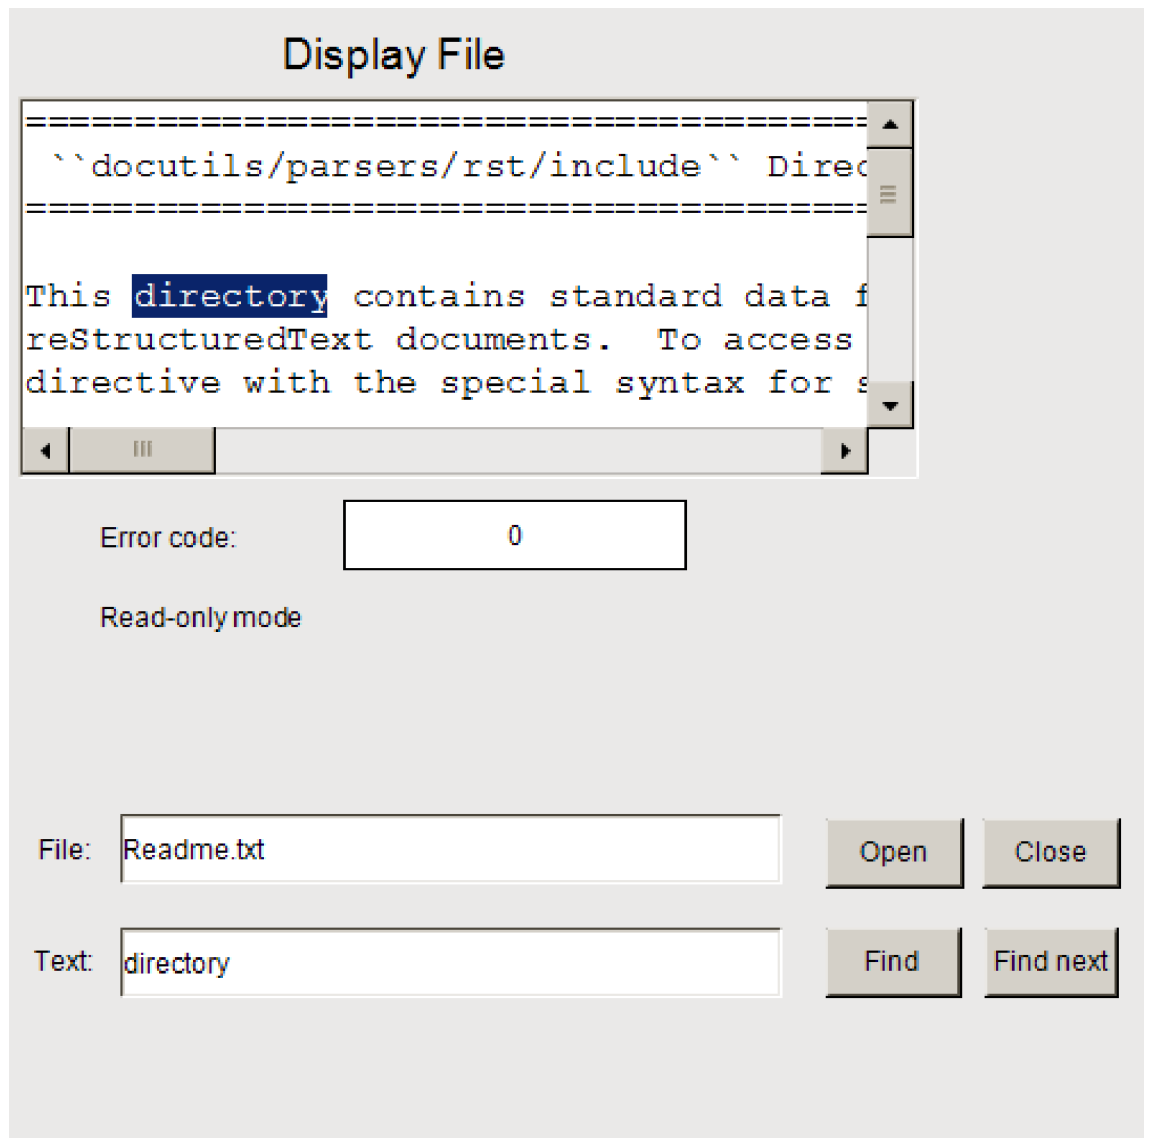 Display File
=======================================
``docutils/parsers/rst/include`` Direc
=======================================
This directory contains standard data f
reStructuredText documents.  To access
directive with the special syntax for s
Error code: 0
Read-only mode
File: Readme.txt Open Close
Text: directory Find Find next